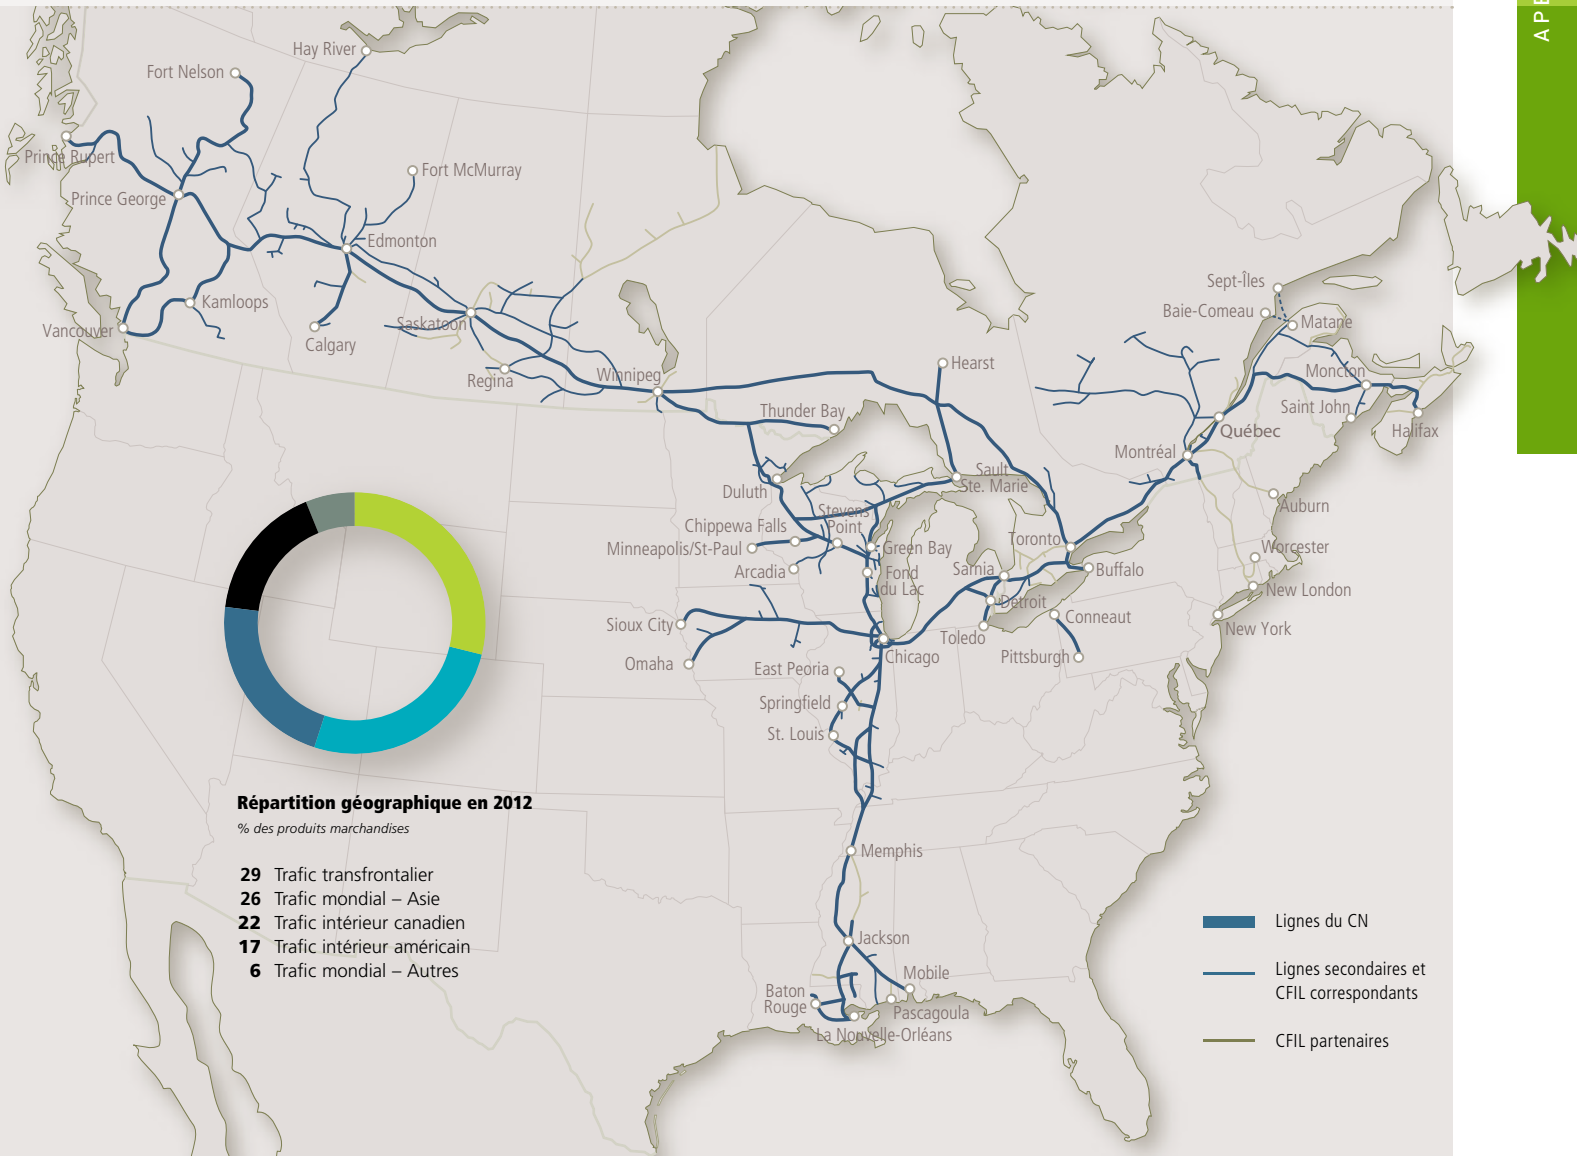 APE
Hay River
Fort Nelson
Prince Rupert
Fort McMurray
Prince George
Edmonton
Sept-Îles
Kamloops
Baie-Comeau
Matane
Vancouver
Saskatoon
Calgary
Hearst
Moncton
Regina
Winnipeg
Thunder Bay
Saint John
Québec
Halifax
Montréal
Sault
Ste. Marie
Duluth
Auburn
Stevens
Point
Chippewa Falls
Minneapolis/St-Paul
Green Bay
Toronto
Worcester
Arcadia
Fond
du Lac
Sarnia
Buffalo
New London
Detroit
Conneaut
Sioux City
Toledo
New York
Omaha
Chicago
Pittsburgh
East Peoria
Springfield
St. Louis
Répartition géographique en 2012
% des produits marchandises
29 Trafic transfrontalier
26 Trafic mondial – Asie
22 Trafic intérieur canadien
17 Trafic intérieur américain
6 Trafic mondial – Autres
Memphis
Jackson
Mobile
Baton
Rouge
Pascagoula
La Nouvelle-Orléans
Lignes du CN
Lignes secondaires et
CFIL correspondants
CFIL partenaires